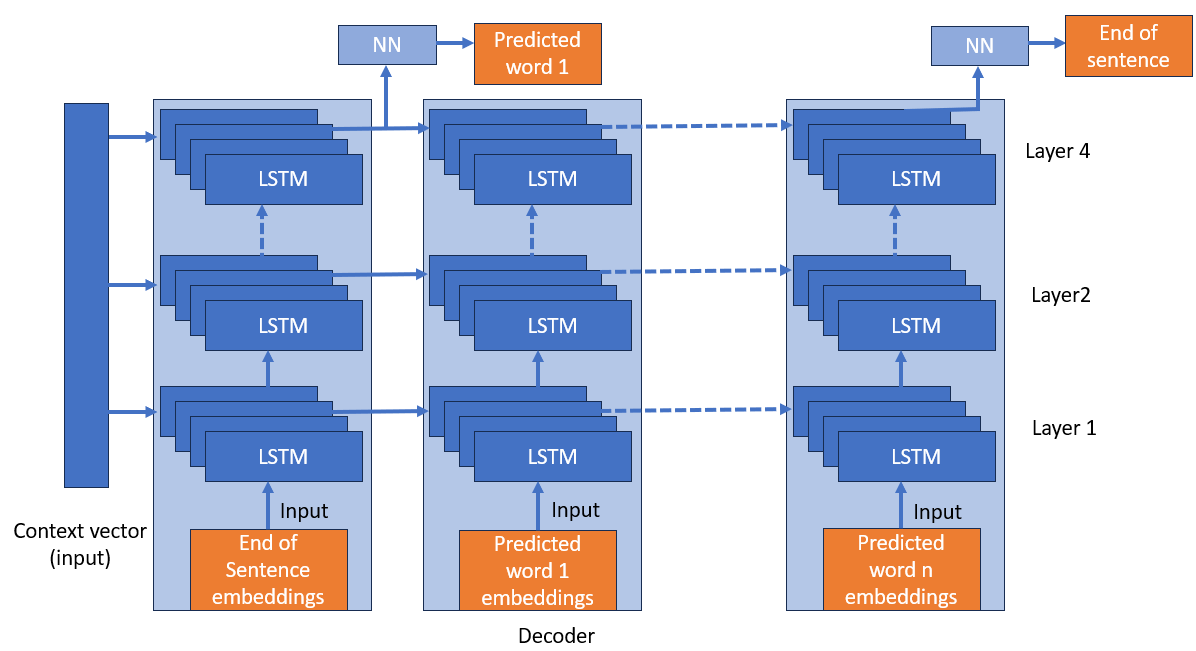 NN
Predicted
word 1
NN
End of
sentence
LSTM
LSTM
LSTM
Layer 4
LSTM
LSTM
LSTM
Layer2
LSTM
LSTM
LSTM
Layer 1
Context vector
(input)
Input
Input
Input
End of
Sentence
embeddings
Predicted
word 1
embeddings
Predicted
word n
embeddings
Decoder